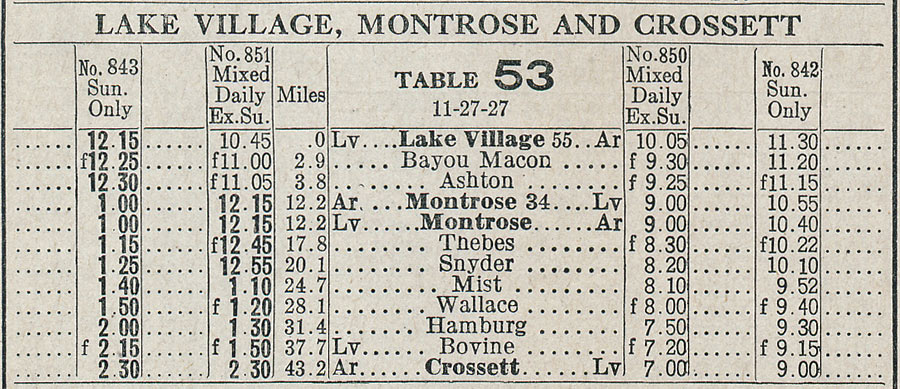 LAKE VILLAGE, MONTROSE AND CROSSETT
No. 843 Sun. Only | No. 851 Mixed Daily Ex.Su. | Miles | TABLE 53 11-27-27 | No. 850 Mixed Daily Ex.Su. | No. 842 Sun. Only
12.15 | 10.45 | .0 | Lv....Lake Village 55..Ar | 10.05 | 11.30
f12.25 | f11.00 | 2.9 | Bayou Macon | f 9.30 | 11.20
12.30 | f11.05 | 3.8 | Ashton | f 9.25 | f11.15
1.00 | 12.15 | 12.2 | Ar.....Montrose 34....Lv | 9.00 | 10.55
1.00 | 12.15 | 12.2 | Lv......Montrose......Ar | 9.00 | 10.40
1.15 | f12.45 | 17.8 | Thebes | f 8.30 | f10.22
1.25 | 12.55 | 20.1 | Snyder | 8.20 | 10.10
1.40 | 1.10 | 24.7 | Mist | 8.10 | 9.52
1.50 | f 1.20 | 28.1 | Wallace | f 8.00 | f 9.40
2.00 | 1.30 | 31.4 | Hamburg | 7.50 | 9.30
f 2.15 | f 1.50 | 37.7 | Lv......Bovine | f 7.20 | f 9.15
2.30 | 2.30 | 43.2 | Ar......Crossett......Lv | 7.00 | 9.00